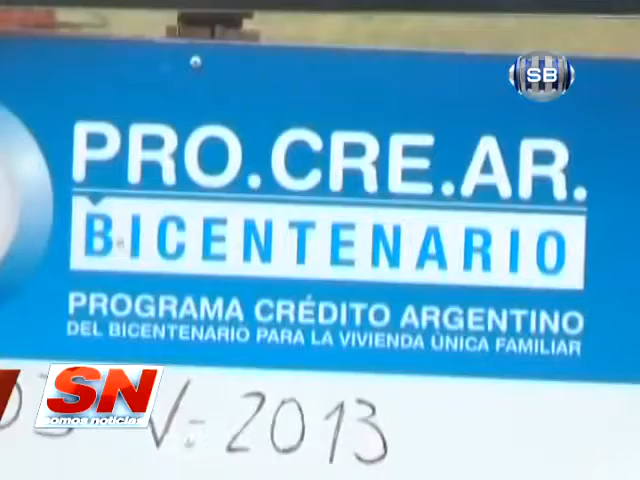 SB
PRO.CRE.AR.
BICENTENARIO
PROGRAMA CRÉDITO ARGENTINO
DEL BICENTENARIO PARA LA VIVIENDA ÚNICA FAMILIAR
V-2013
SN
somos noticias